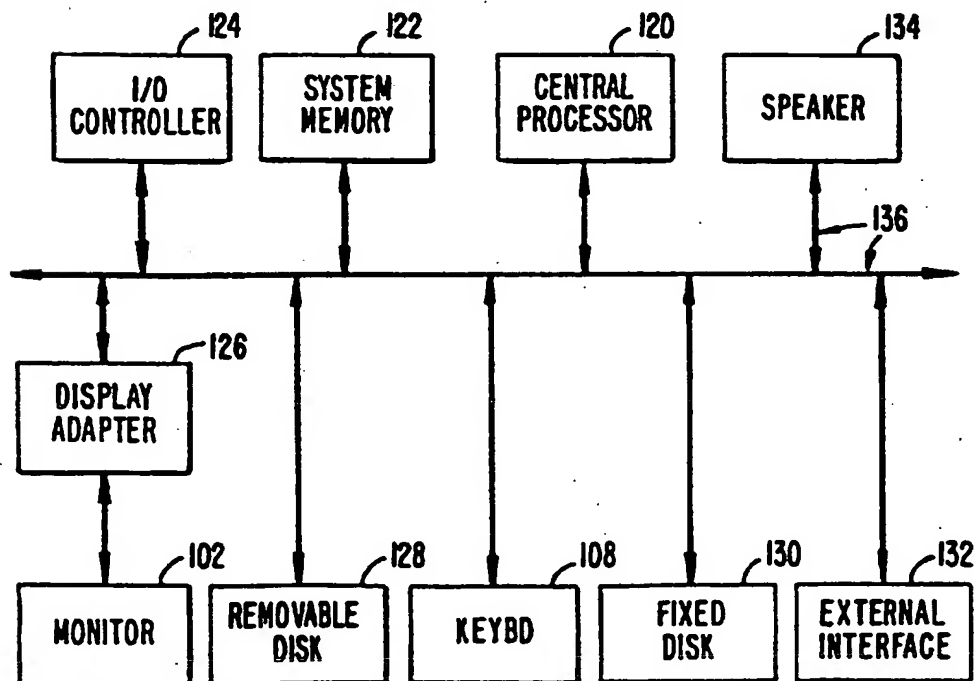 124
122
120
134
I/O
CONTROLLER
SYSTEM
MEMORY
CENTRAL
PROCESSOR
SPEAKER
136
126
DISPLAY
ADAPTER
102
128
108
130
132
MONITOR
REMOVABLE
DISK
KEYBD
FIXED
DISK
EXTERNAL
INTERFACE